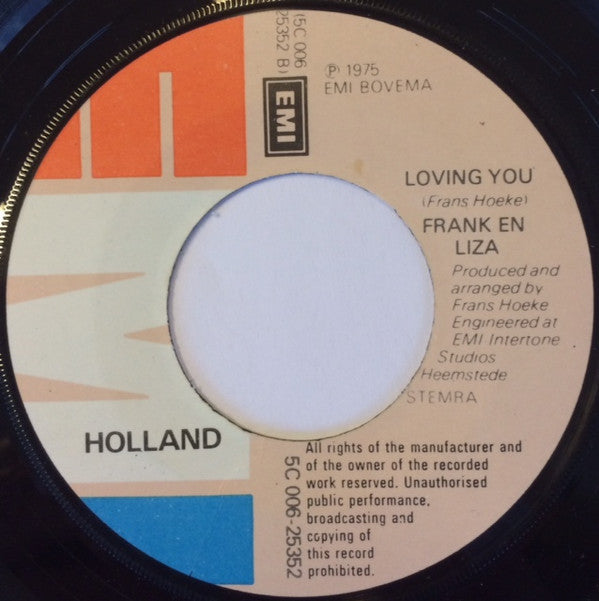 (5C 006
25352 B)
EMI
℗ 1975
EMI BOVEMA
LOVING YOU
(Frans Hoeke)
FRANK EN
LIZA
Produced and
arranged by
Frans Hoeke
Engineered at
EMI Intertone
Studios
Heemstede
STEMRA
HOLLAND
All rights of the manufacturer and
of the owner of the recorded
work reserved. Unauthorised
public performance,
broadcasting and
copying of
this record
prohibited.
5C 006-25352